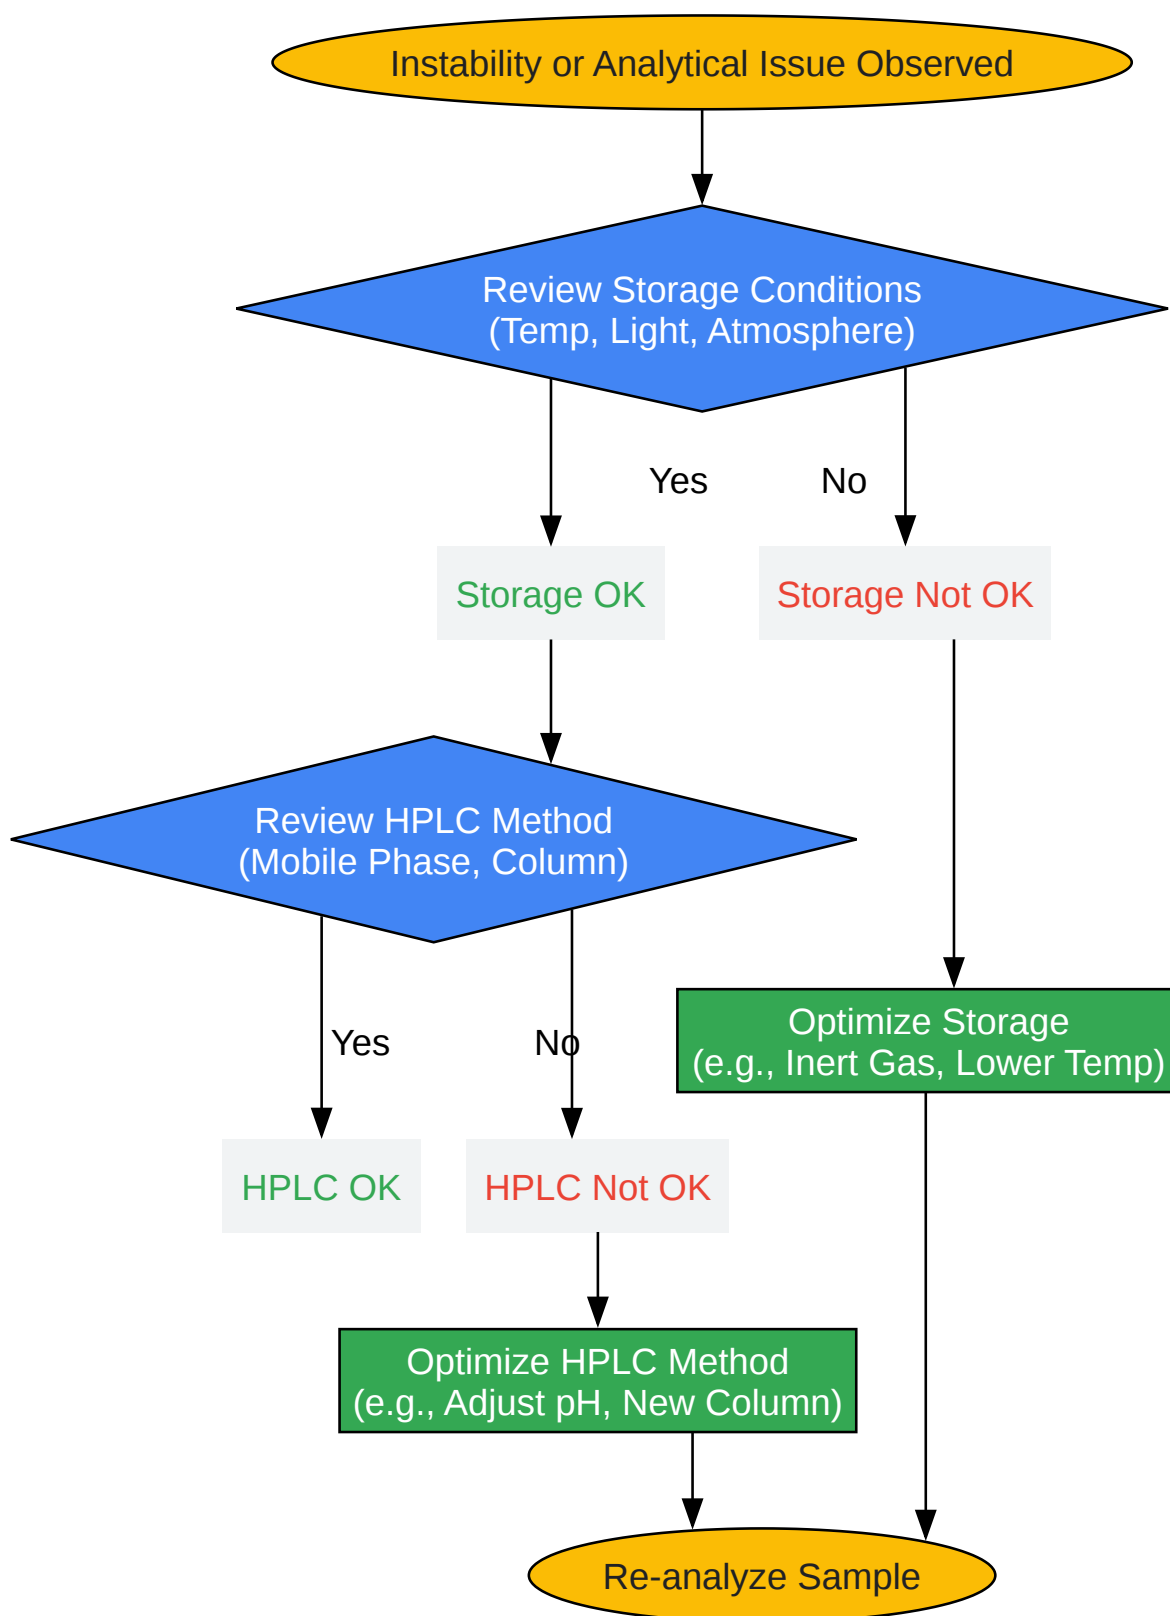 Instability or Analytical Issue Observed
Review Storage Conditions
(Temp, Light, Atmosphere)
Yes
No
Storage OK
Storage Not OK
Review HPLC Method
(Mobile Phase, Column)
Optimize Storage
(e.g., Inert Gas, Lower Temp)
Yes
No
HPLC OK
HPLC Not OK
Optimize HPLC Method
(e.g., Adjust pH, New Column)
Re-analyze Sample